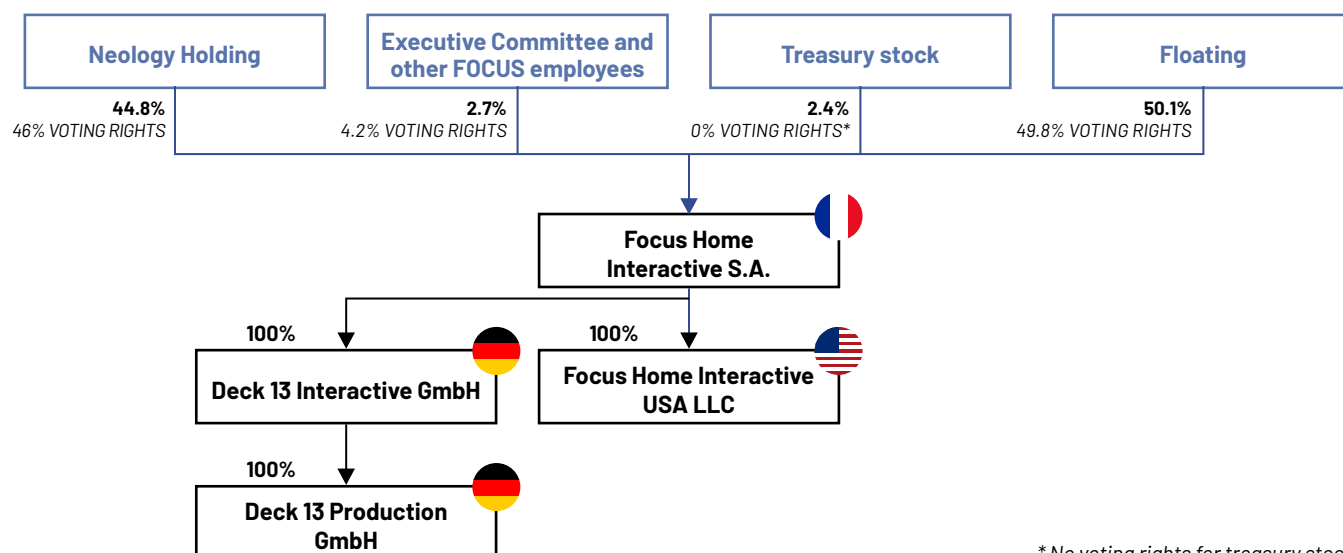 Neology Holding
Executive Committee and
other FOCUS employees
Treasury stock
Floating
44.8%
46% VOTING RIGHTS
2.7%
4.2% VOTING RIGHTS
2.4%
0% VOTING RIGHTS*
50.1%
49.8% VOTING RIGHTS
Focus Home
Interactive S.A.
100%
100%
Deck 13 Interactive GmbH
Focus Home Interactive
USA LLC
100%
Deck 13 Production
GmbH
* No voting rights for treasury